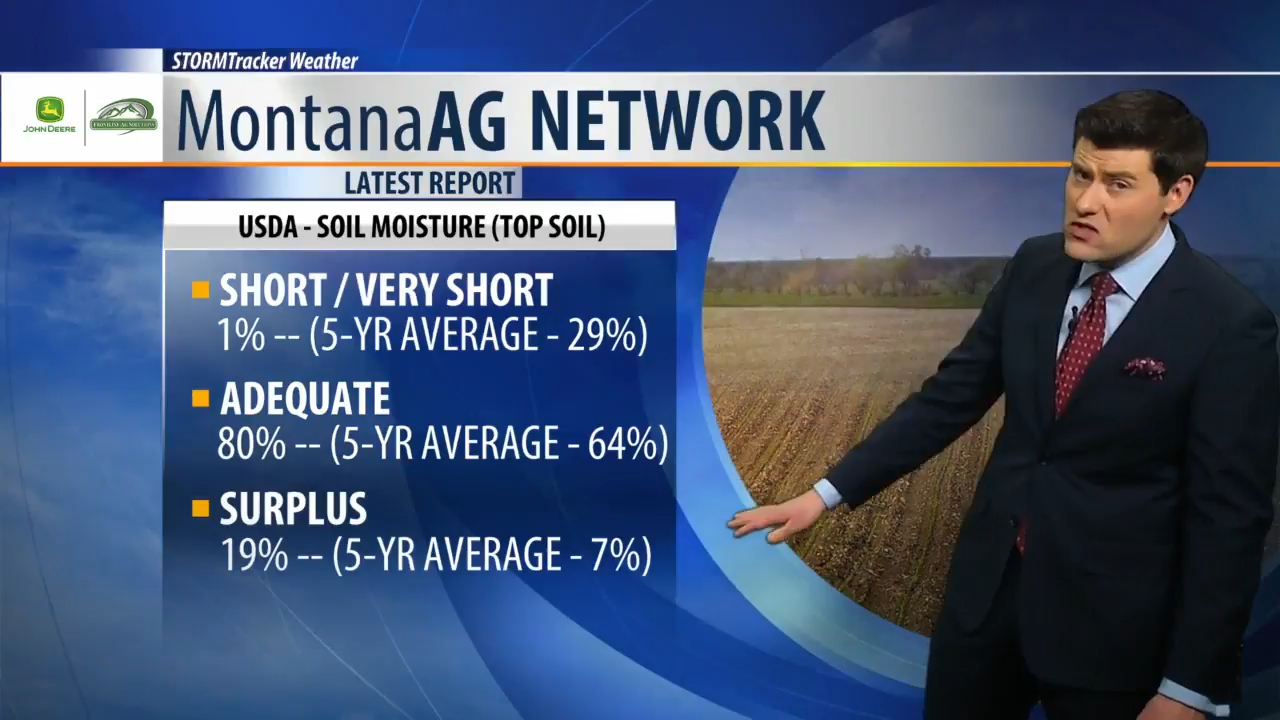 STORMTracker Weather
JOHN DEERE
MontanaAG NETWORK
LATEST REPORT
USDA - SOIL MOISTURE (TOP SOIL)
SHORT / VERY SHORT
1% -- (5-YR AVERAGE - 29%)
ADEQUATE
80% -- (5-YR AVERAGE - 64%)
SURPLUS
19% -- (5-YR AVERAGE - 7%)